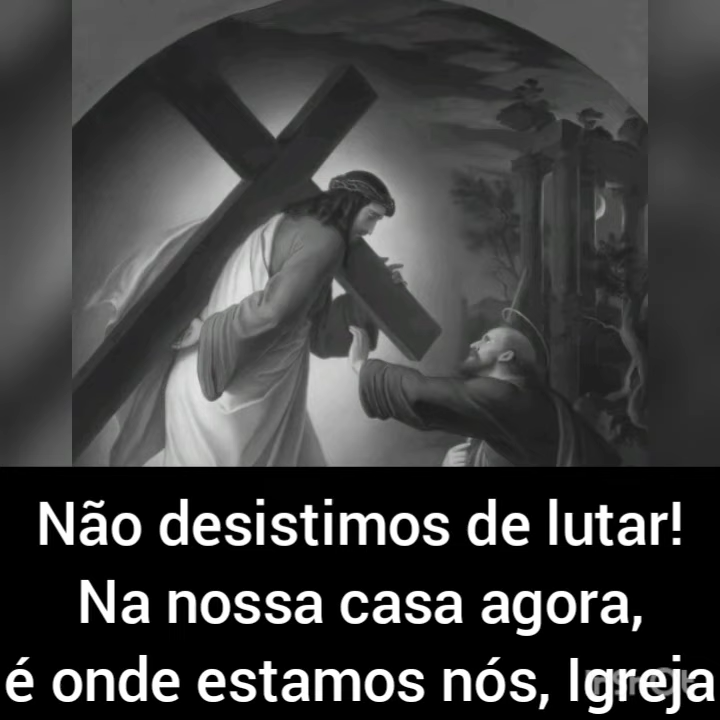 Não desistimos de lutar!
Na nossa casa agora,
é onde estamos nós, Igreja